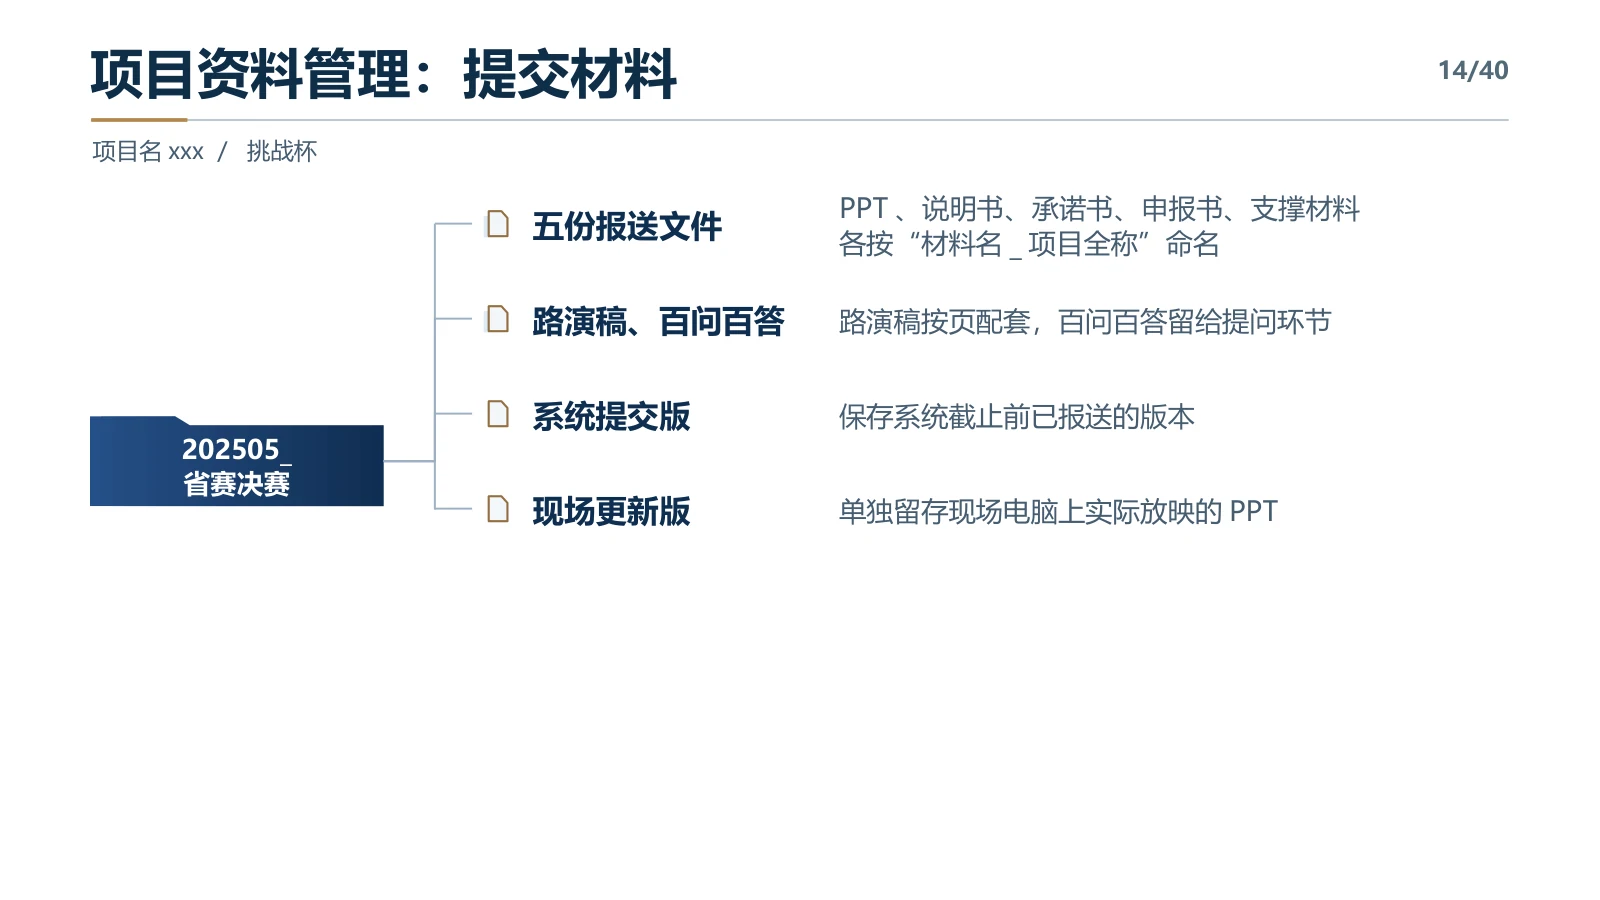 项目资料管理：提交材料
14/40
项目名 xxx / 挑战杯
五份报送文件
PPT 、说明书、承诺书、申报书、支撑材料
各按“材料名 _ 项目全称”命名
路演稿、百问百答
路演稿按页配套，百问百答留给提问环节
系统提交版
保存系统截止前已报送的版本
202505_
省赛决赛
现场更新版
单独留存现场电脑上实际放映的 PPT